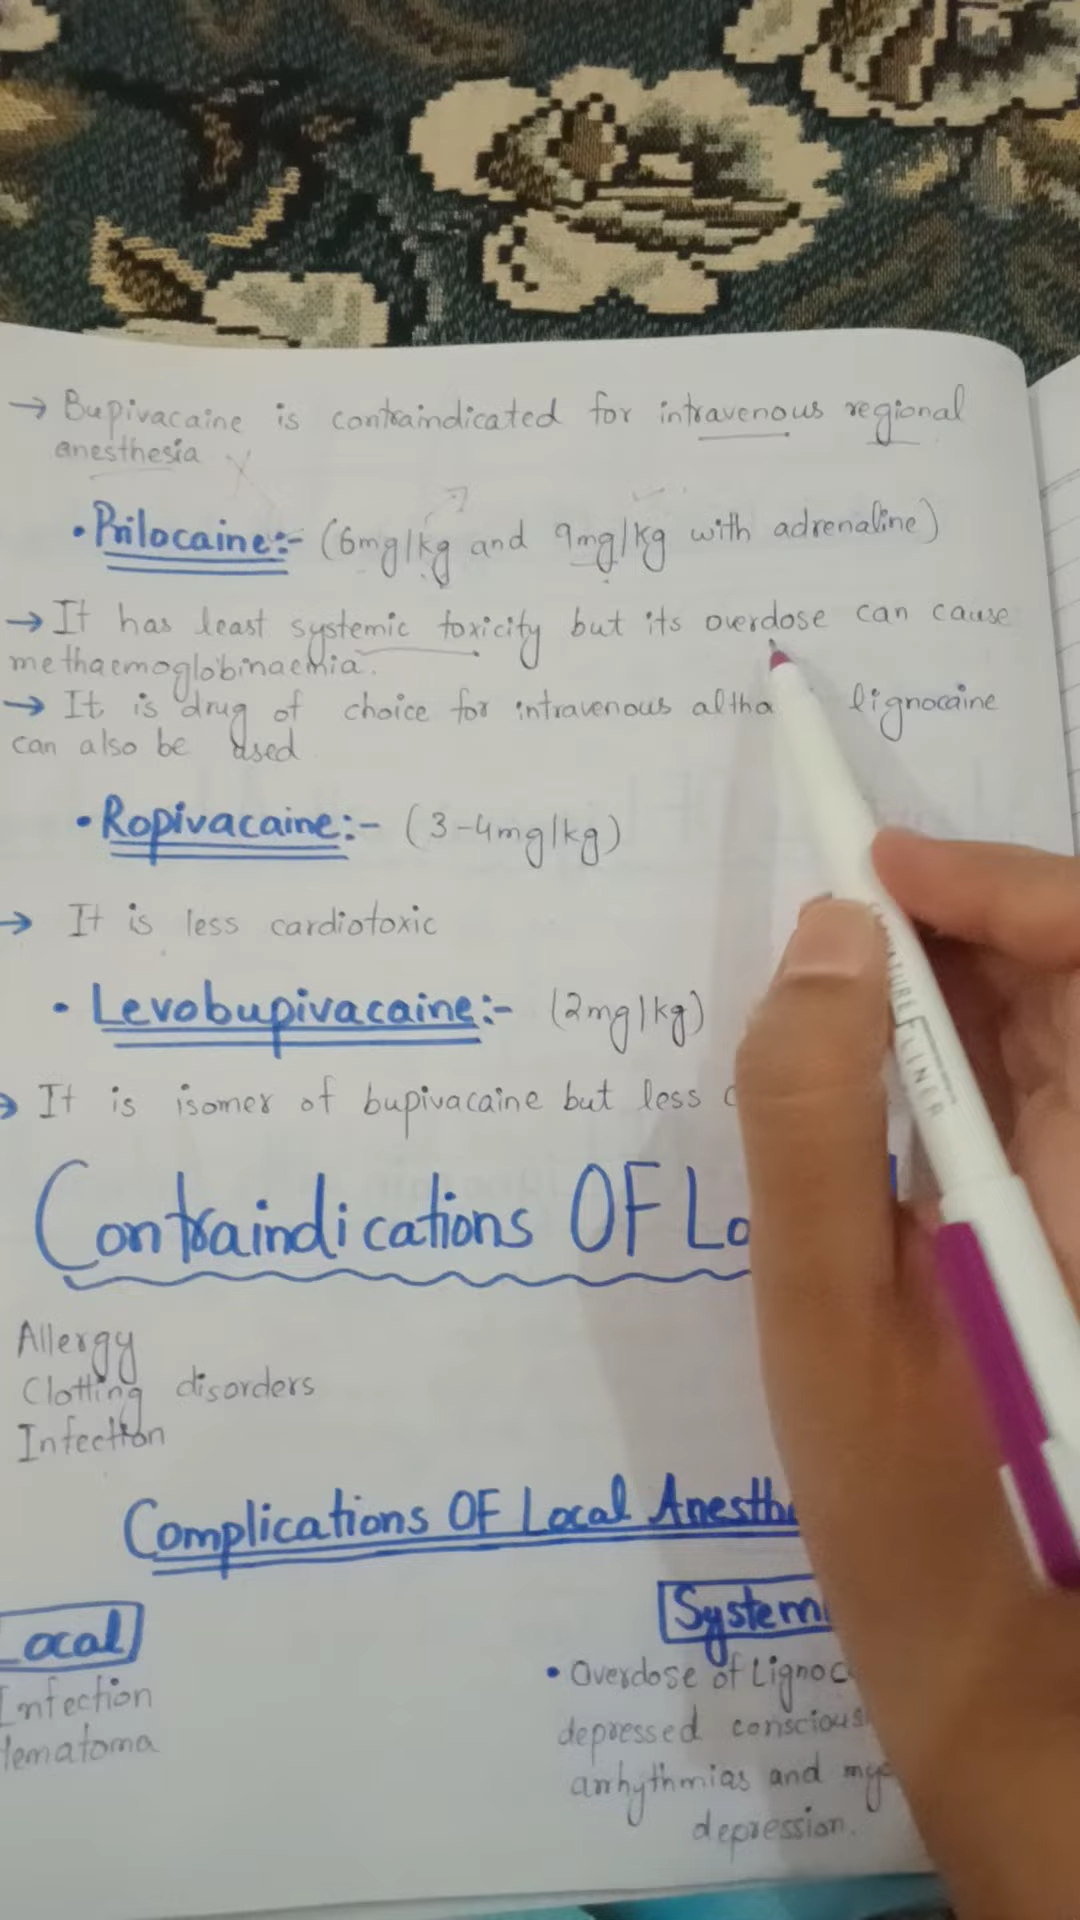 → Bupivacaine is contraindicated for intravenous regional
anesthesia
• Prilocaine:- (6mg/kg and 9mg/kg with adrenaline)
→ It has least systemic toxicity but its overdose can cause
methaemoglobinaemia.
→ It is drug of choice for intravenous lignocaine
can also be used
• Ropivacaine:- (3-4mg/kg)
→ It is less cardiotoxic
• Levobupivacaine:- (2mg/kg)
→ It is isomer of bupivacaine but less
Contraindications OF
Allergy
Clotting disorders
Infection
Complications OF Local
Local
Infection
Hematoma
• Overdose of
depressed
arrhythmias and
depression.
FLINER